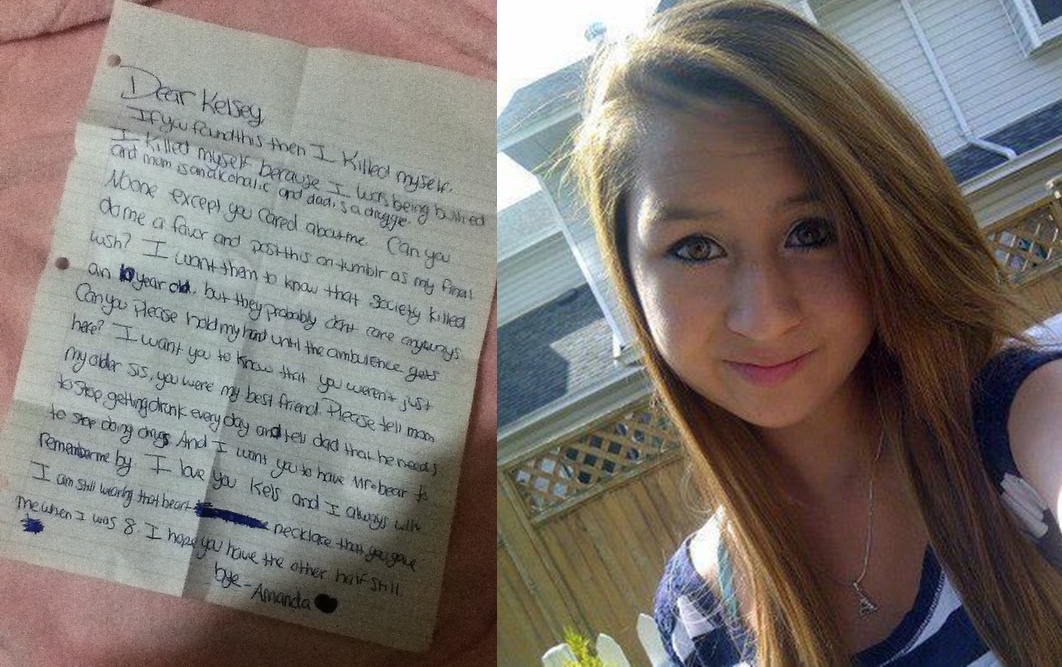 Dear Kelsey,
If you found this then I Killed myself.
I killed myself because I was being bullied
and mom is an alcoholic and dad is a druggie.
No one except you cared about me. Can you
do me a favor and post this on tumblr as my final
wish? I want them to know that society killed
an 10 year old. but they probably dont care anyways.
Can you Please hold my hand until the ambulence gets
here? I want you to know that you weren't just
my older sis, you were my best friend. Please tell mom
to stop getting drunk every day and tell dad that he needs
to stop doing drugs And I want you to have Mr. bear to
remember me by I love you Kels and I always will
I am still wearing that heart necklace that you gave
me when I was 8. I hope you have the other half still.
bye - Amanda